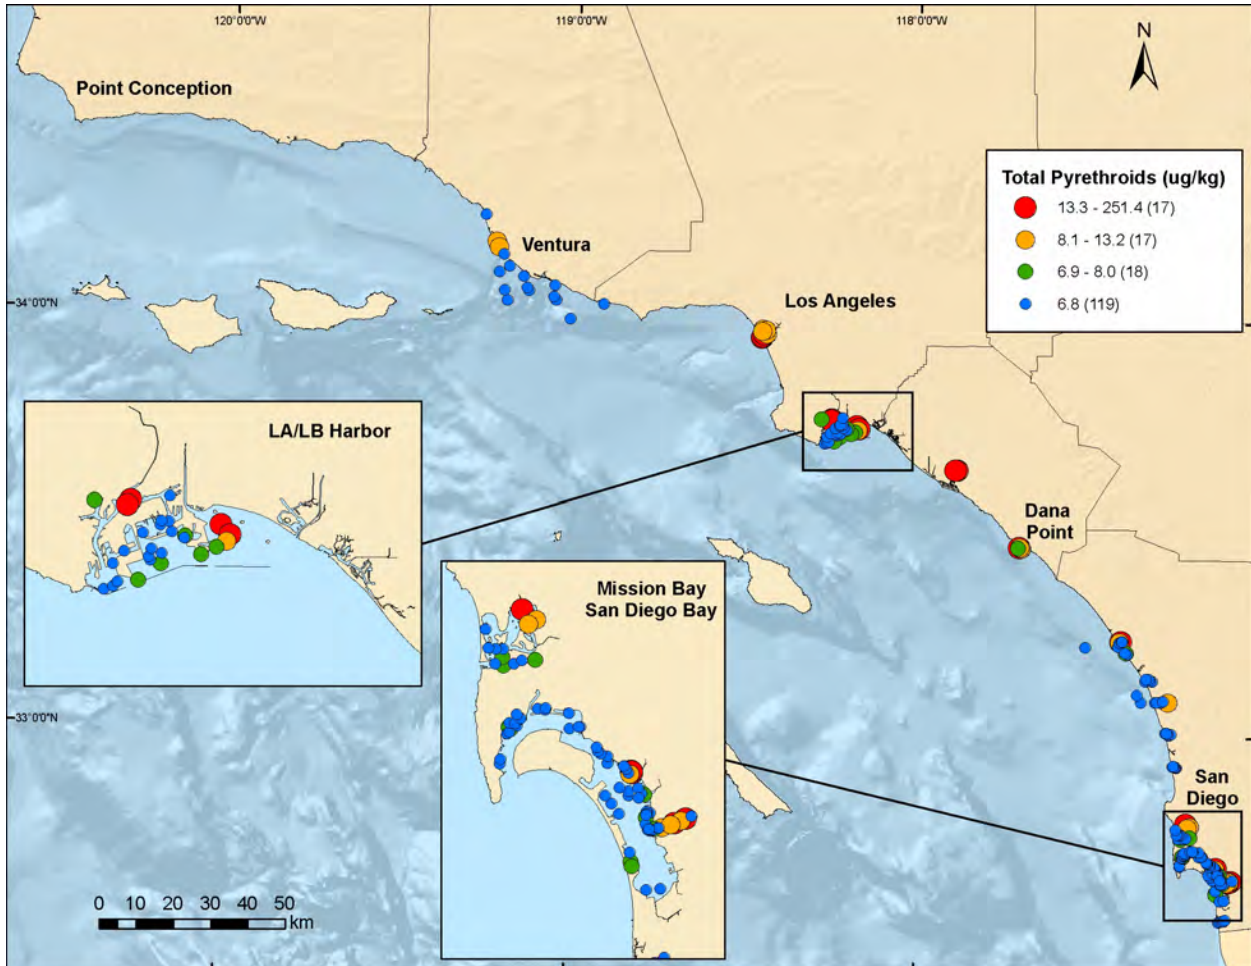 120°0'0"W
119°0'0"W
118°0'0"W
N
Point Conception
Total Pyrethroids (ug/kg)
13.3 - 251.4 (17)
8.1 - 13.2 (17)
6.9 - 8.0 (18)
6.8 (119)
Ventura
34°0'0"N
Los Angeles
LA/LB Harbor
Dana
Point
Mission Bay
San Diego Bay
33°0'0"N
San
Diego
0 10 20 30 40 50
km